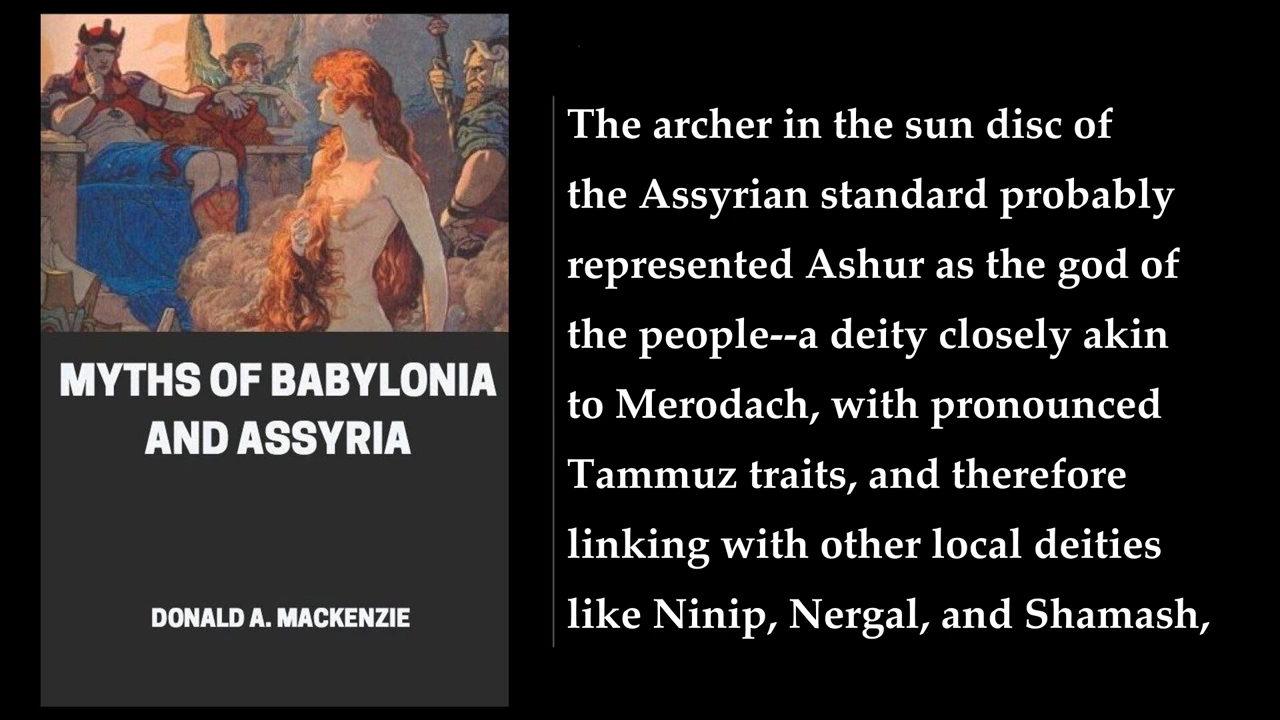 MYTHS OF BABYLONIA
AND ASSYRIA
DONALD A. MACKENZIE
The archer in the sun disc of
the Assyrian standard probably
represented Ashur as the god of
the people--a deity closely akin
to Merodach, with pronounced
Tammuz traits, and therefore
linking with other local deities
like Ninip, Nergal, and Shamash,